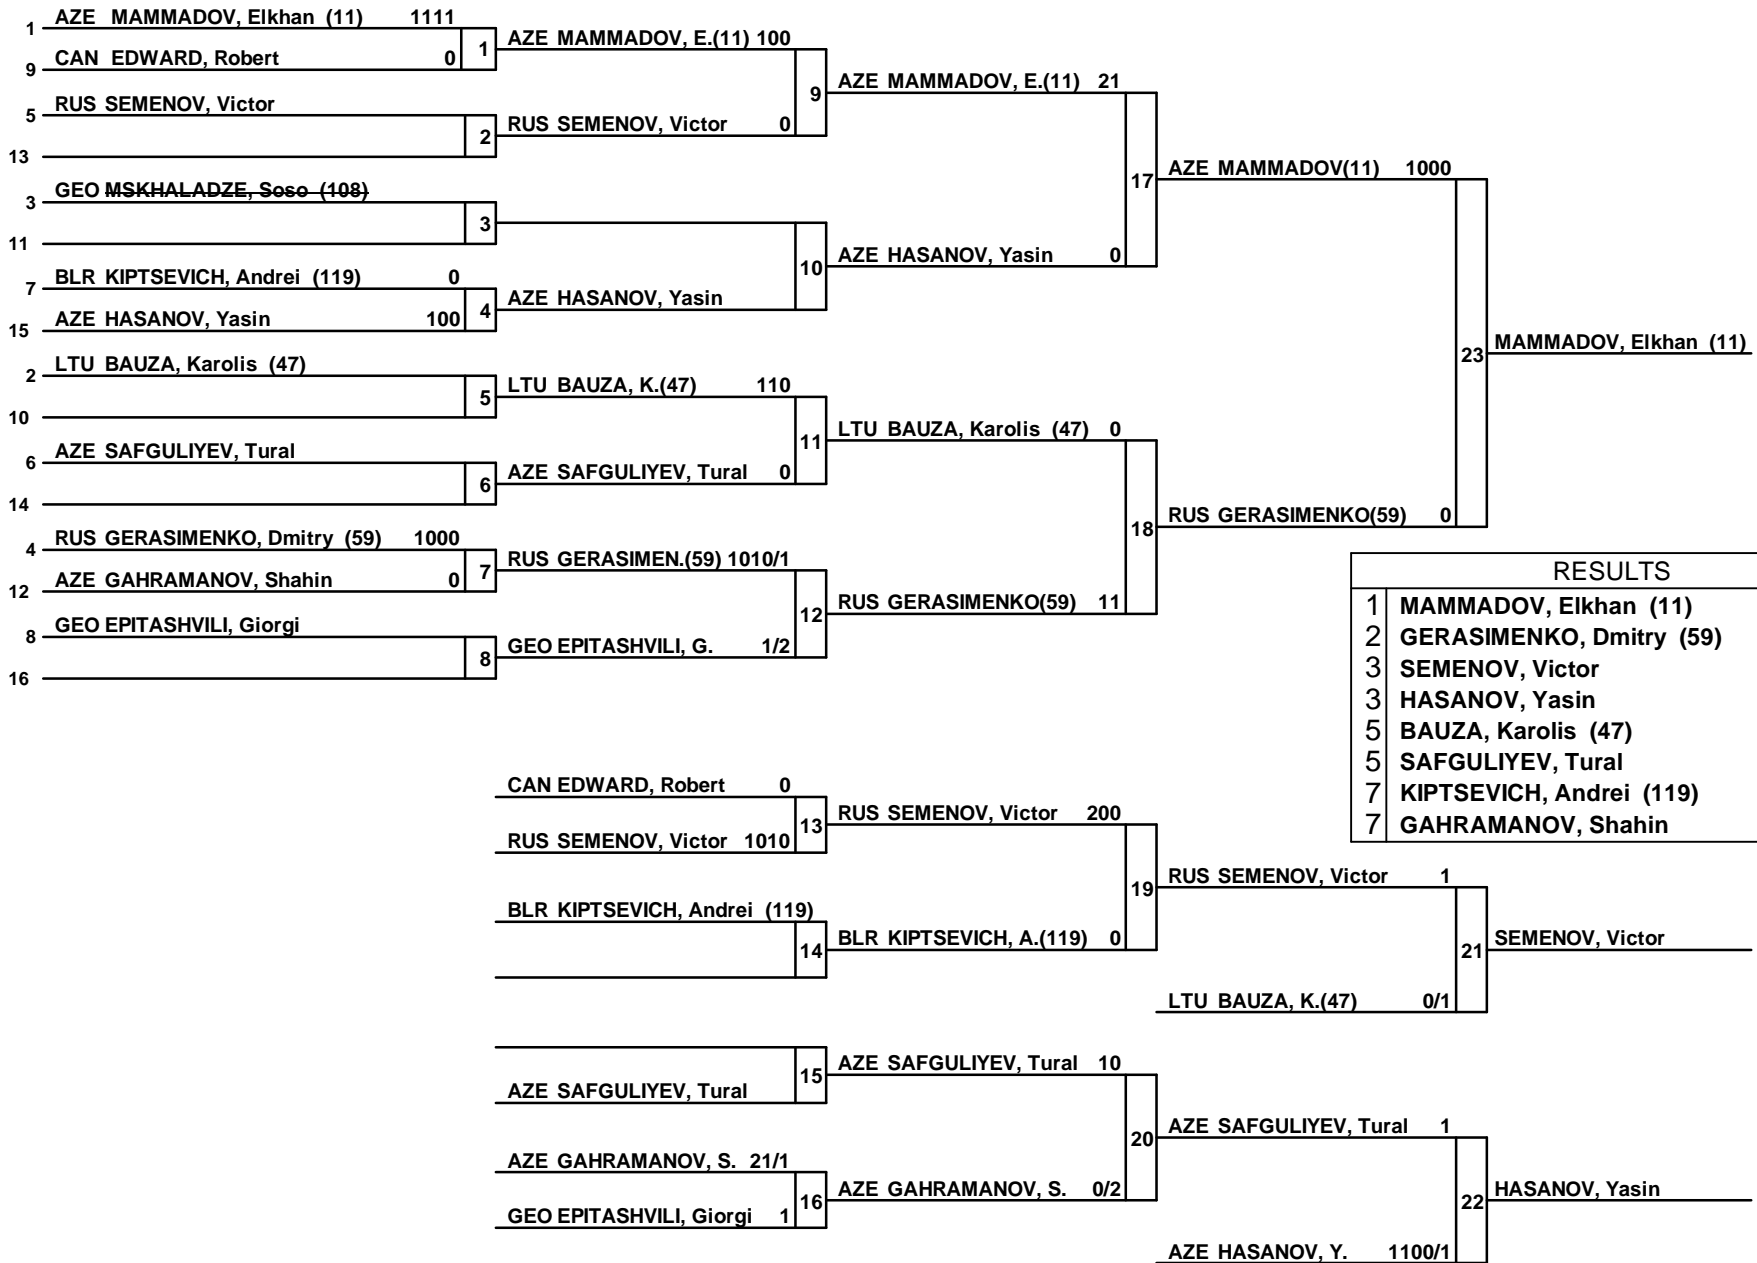 1 AZE MAMMADOV, Elkhan (11) 1111
9 CAN EDWARD, Robert 0
1
AZE MAMMADOV, E.(11) 100
5 RUS SEMENOV, Victor
13
2
RUS SEMENOV, Victor 0
9
AZE MAMMADOV, E.(11) 21
3 GEO MSKHALADZE, Soso (108)
11
3
7 BLR KIPTSEVICH, Andrei (119) 0
15 AZE HASANOV, Yasin 100
4
AZE HASANOV, Yasin
10
AZE HASANOV, Yasin 0
17
AZE MAMMADOV(11) 1000
2 LTU BAUZA, Karolis (47)
10
5
LTU BAUZA, K.(47) 110
6 AZE SAFGULIYEV, Tural
14
6
AZE SAFGULIYEV, Tural 0
11
LTU BAUZA, Karolis (47) 0
4 RUS GERASIMENKO, Dmitry (59) 1000
12 AZE GAHRAMANOV, Shahin 0
7
RUS GERASIMEN.(59) 1010/1
8 GEO EPITASHVILI, Giorgi
16
8
GEO EPITASHVILI, G. 1/2
12
RUS GERASIMENKO(59) 11
18
RUS GERASIMENKO(59) 0
23
MAMMADOV, Elkhan (11)
RESULTS
1 MAMMADOV, Elkhan (11)
2 GERASIMENKO, Dmitry (59)
3 SEMENOV, Victor
3 HASANOV, Yasin
5 BAUZA, Karolis (47)
5 SAFGULIYEV, Tural
7 KIPTSEVICH, Andrei (119)
7 GAHRAMANOV, Shahin
CAN EDWARD, Robert 0
RUS SEMENOV, Victor 1010
13
RUS SEMENOV, Victor 200
BLR KIPTSEVICH, Andrei (119)
14
BLR KIPTSEVICH, A.(119) 0
19
RUS SEMENOV, Victor 1
LTU BAUZA, K.(47) 0/1
21
SEMENOV, Victor
AZE SAFGULIYEV, Tural
15
AZE SAFGULIYEV, Tural 10
AZE GAHRAMANOV, S. 21/1
GEO EPITASHVILI, Giorgi 1
16
AZE GAHRAMANOV, S. 0/2
20
AZE SAFGULIYEV, Tural 1
AZE HASANOV, Y. 1100/1
22
HASANOV, Yasin